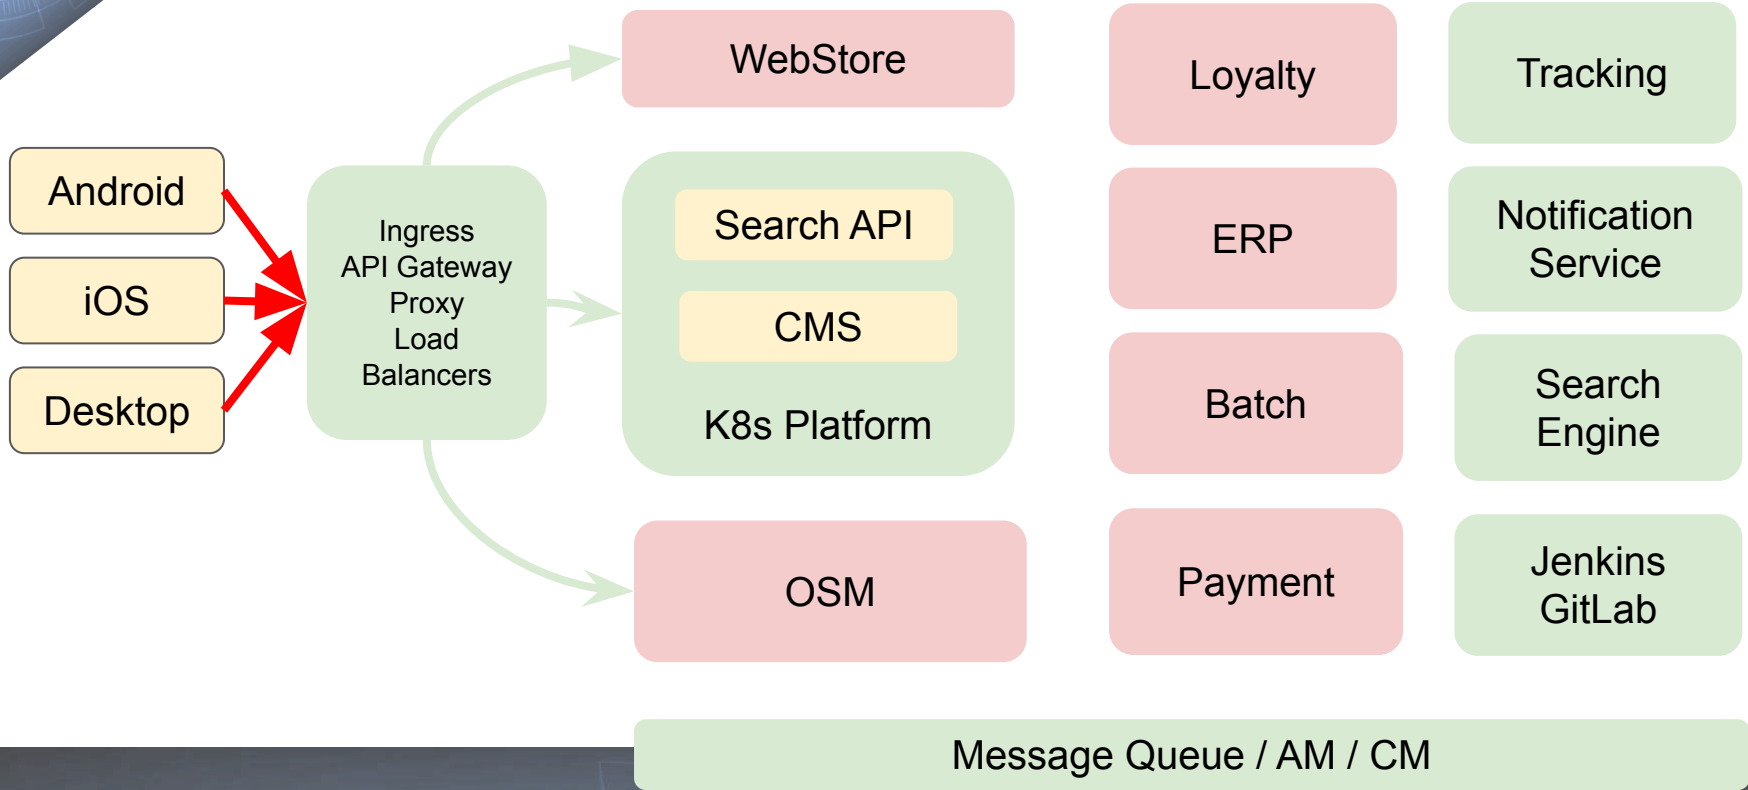 Android
iOS
Desktop
Ingress
API Gateway
Proxy
Load
Balancers
WebStore
Search API
CMS
K8s Platform
OSM
Loyalty
ERP
Batch
Payment
Tracking
Notification
Service
Search
Engine
Jenkins
GitLab
Message Queue / AM / CM